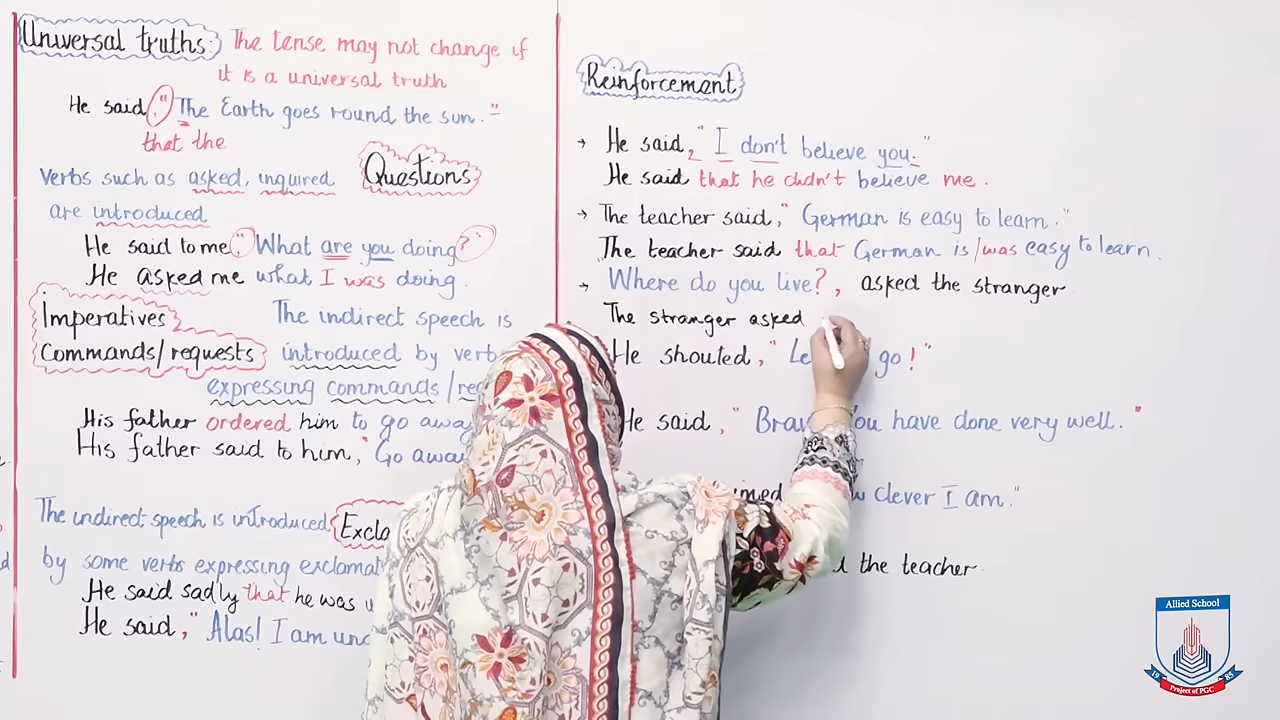 Universal truths: The tense may not change if
it is a universal truth
He said, "The Earth goes round the sun."
that the
verbs such as asked, inquired Questions
are introduced
He said to me, "What are you doing?"
He asked me what I was doing.
Imperatives The indirect speech is
Commands/requests introduced by
expressing commands /
His father ordered him to go
His father said to him, "Go
The indirect speech is introduced
by some verbs expressing
He said sadly that he was
He said, "Alas! I am
Reinforcement
→ He said, "I don't believe you."
He said that he didn't believe me.
→ The teacher said, "German is easy to learn."
The teacher said that German is/was easy to learn.
→ Where do you live?, asked the stranger
The stranger asked
He shouted, " go!"
He said, " have done very well."
clever I am."
the teacher.
Allied School
19 85
Project of PGC